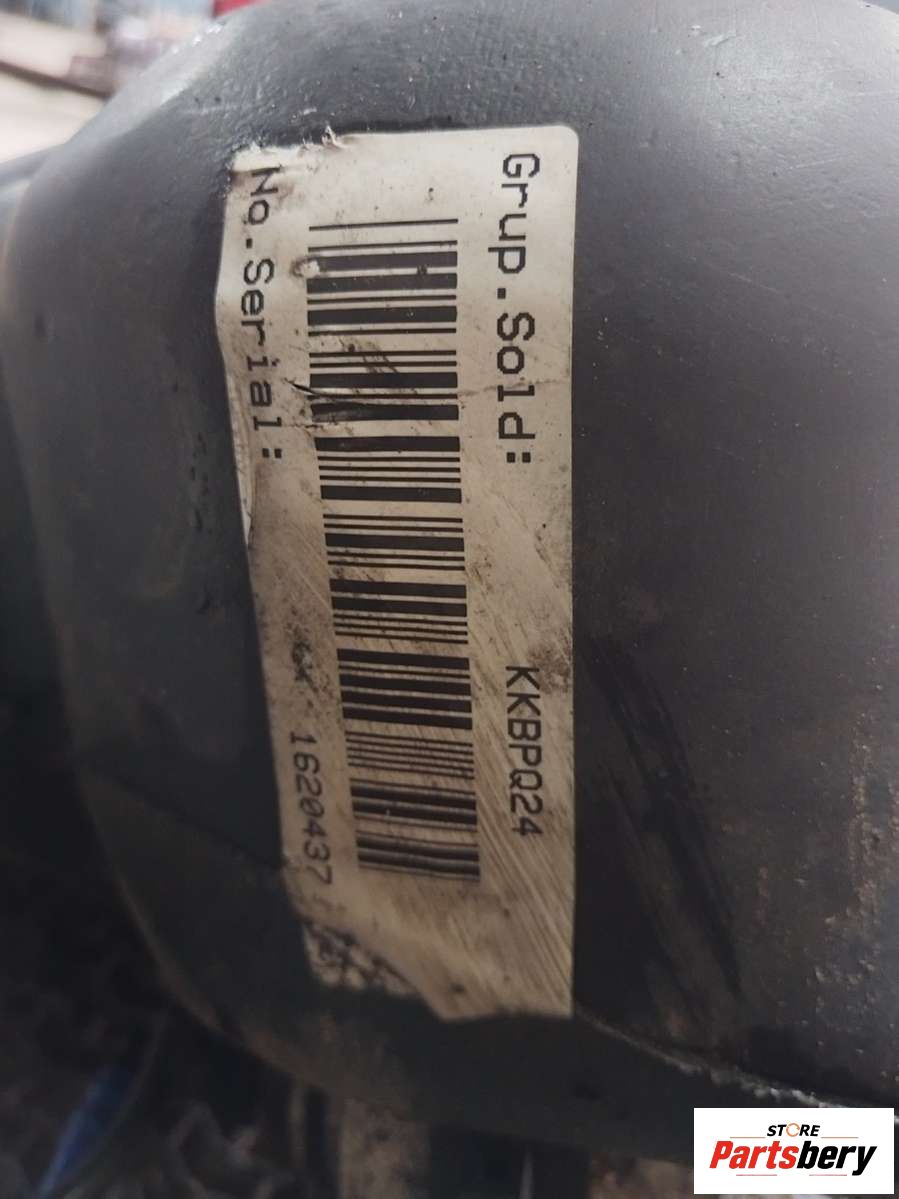 Grup.Sold: KKBPQ24
No.Serial: 1620437
STORE
Partsbery